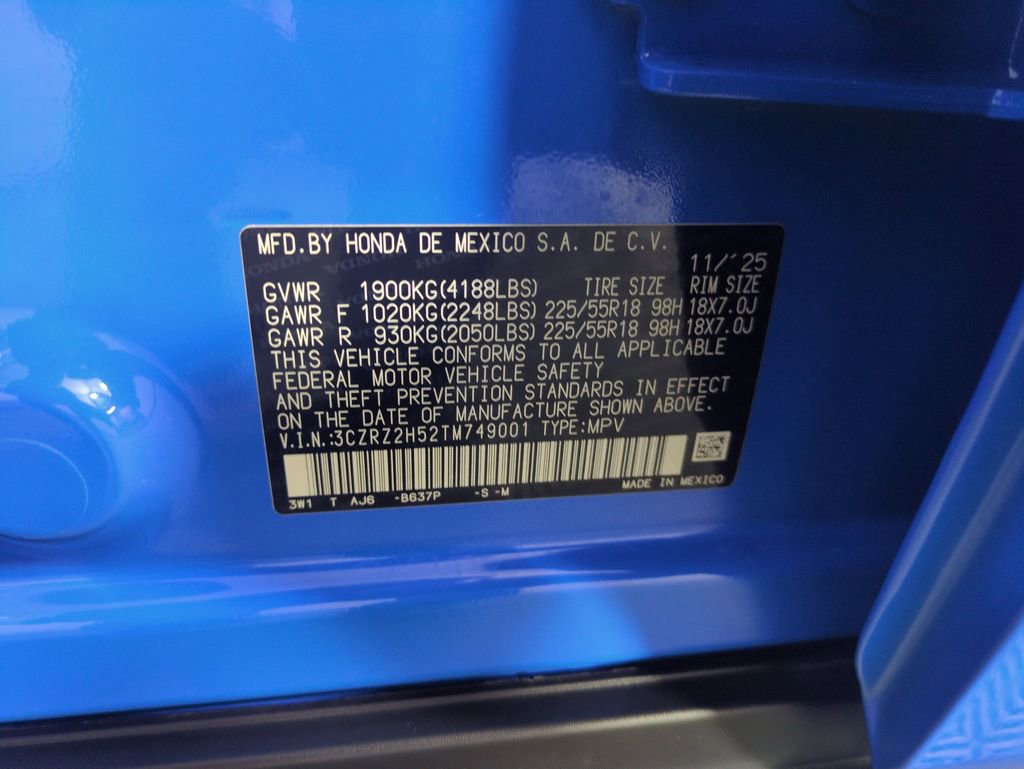 MFD.BY HONDA DE MEXICO S.A. DE C.V.
11/'25
GVWR 1900KG(4188LBS) TIRE SIZE RIM SIZE
GAWR F 1020KG(2248LBS) 225/55R18 98H 18X7.0J
GAWR R 930KG(2050LBS) 225/55R18 98H 18X7.0J
THIS VEHICLE CONFORMS TO ALL APPLICABLE
FEDERAL MOTOR VEHICLE SAFETY
AND THEFT PREVENTION STANDARDS IN EFFECT
ON THE DATE OF MANUFACTURE SHOWN ABOVE.
V.I.N.:3CZRZ2H52TM749001 TYPE:MPV
3W1 T AJ6 -B637P -S -M MADE IN MEXICO